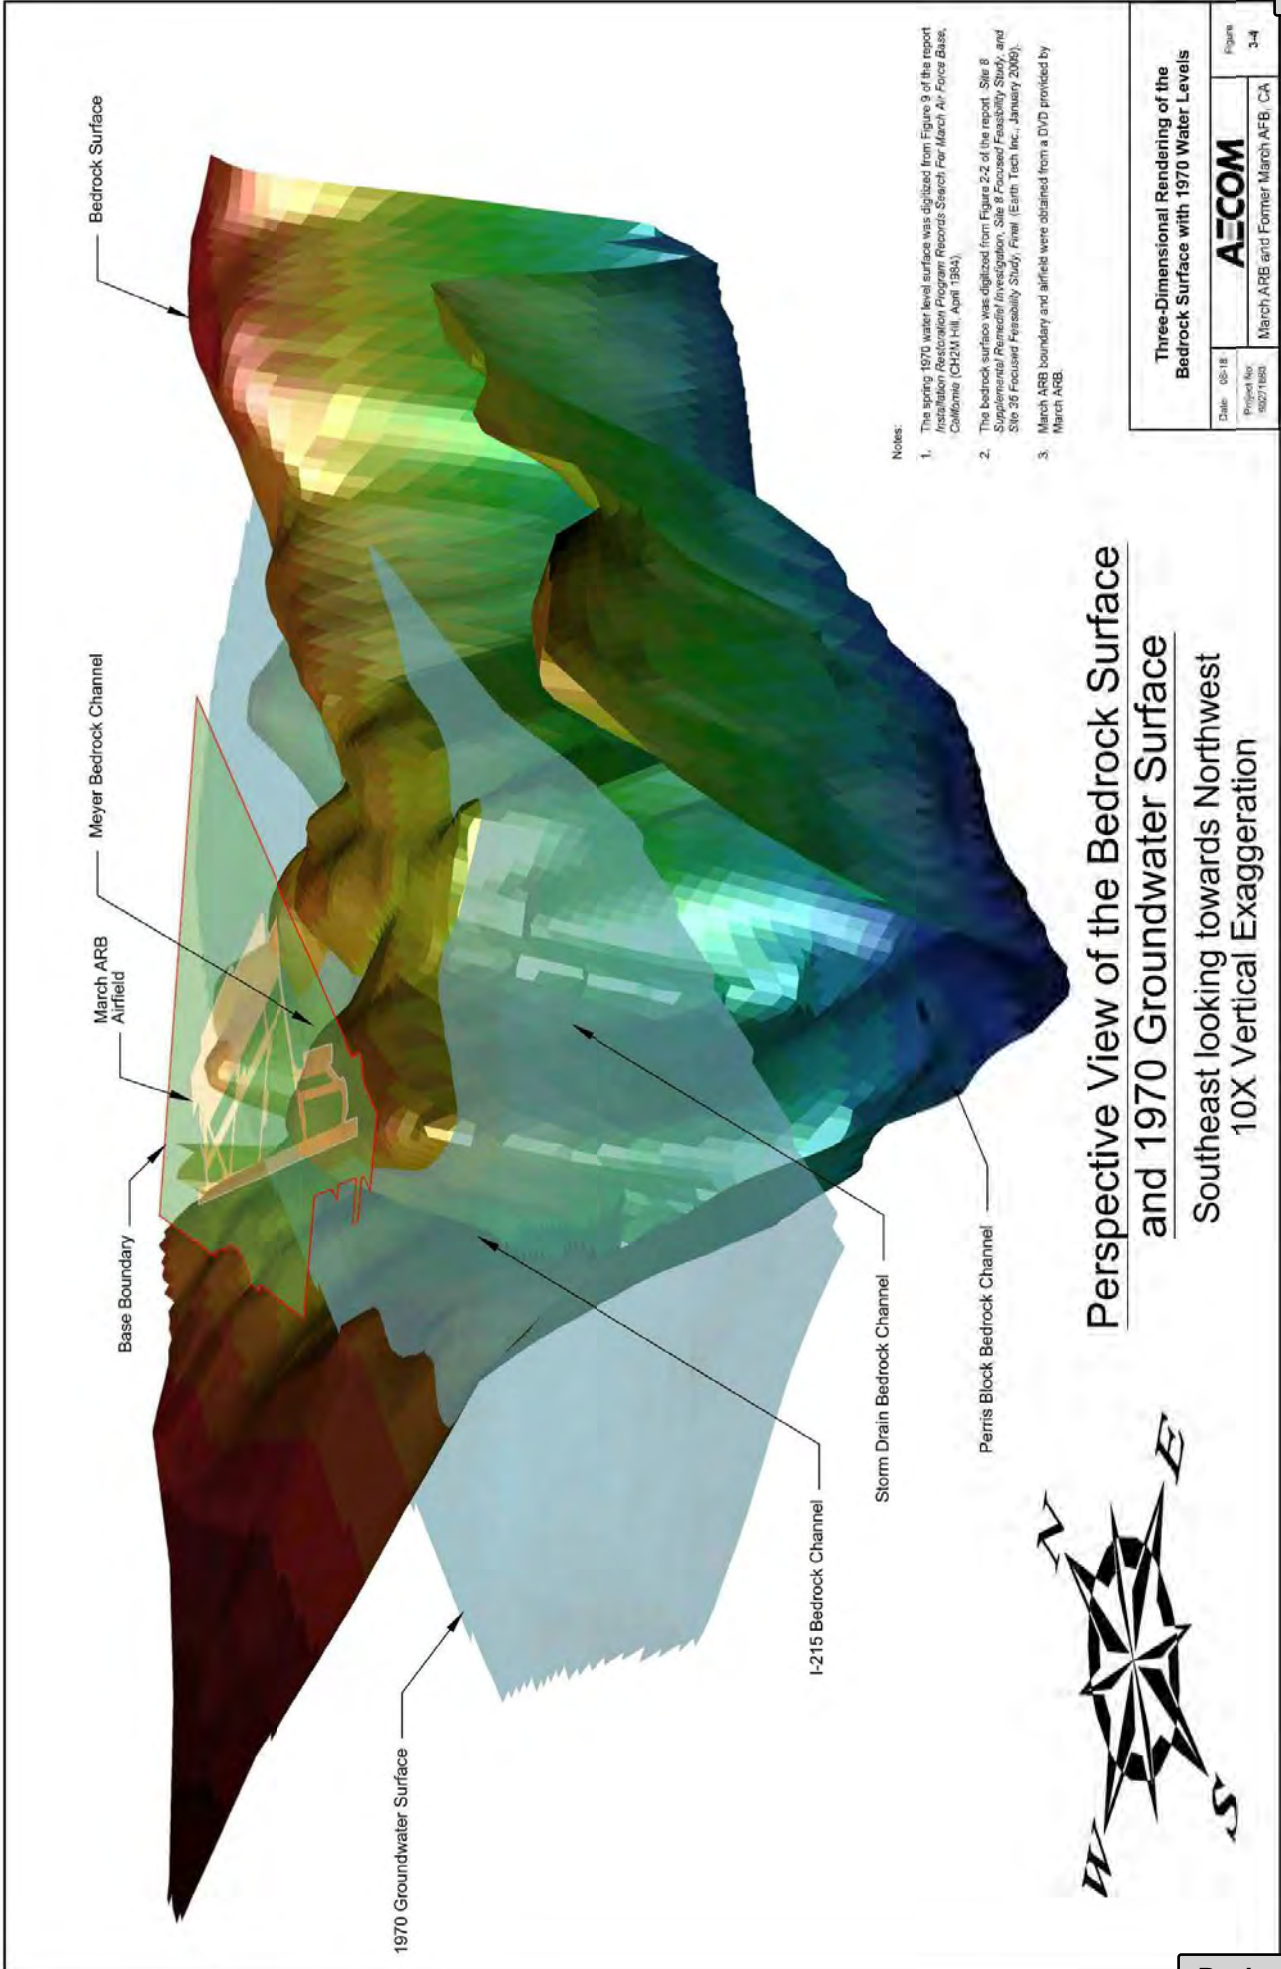 Bedrock Surface
Meyer Bedrock Channel
March ARB
Airfield
Base Boundary
1970 Groundwater Surface
I-215 Bedrock Channel
Storm Drain Bedrock Channel
Perris Block Bedrock Channel
Notes:
1. The spring 1970 water level surface was digitized from Figure 9 of the report
Installation Restoration Program Records Search For March Air Force Base,
California (CH2M Hill, April 1984).
2. The bedrock surface was digitized from Figure 2-2 of the report Site 8
Supplemental Remedial Investigation, Site 8 Focused Feasibility Study, and
Site 36 Focused Feasibility Study, Final (Earth Tech Inc., January 2009).
3. March ARB boundary and airfield were obtained from a DVD provided by
March ARB.
Perspective View of the Bedrock Surface
and 1970 Groundwater Surface
Southeast looking towards Northwest
10X Vertical Exaggeration
N
E
S
W
Three-Dimensional Rendering of the
Bedrock Surface with 1970 Water Levels
Date: 06-18
Project No.
AECOM
March ARB and Former March AFB, CA
Figure
3-4